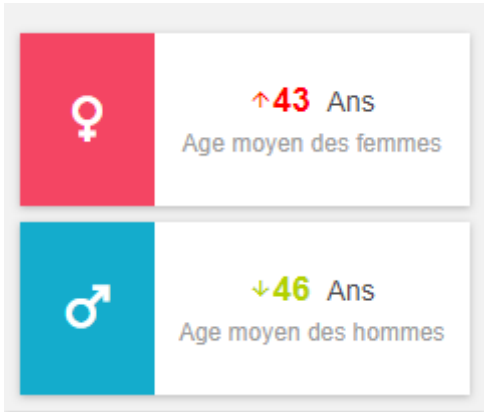 ↑43 Ans
Age moyen des femmes
↓46 Ans
Age moyen des hommes